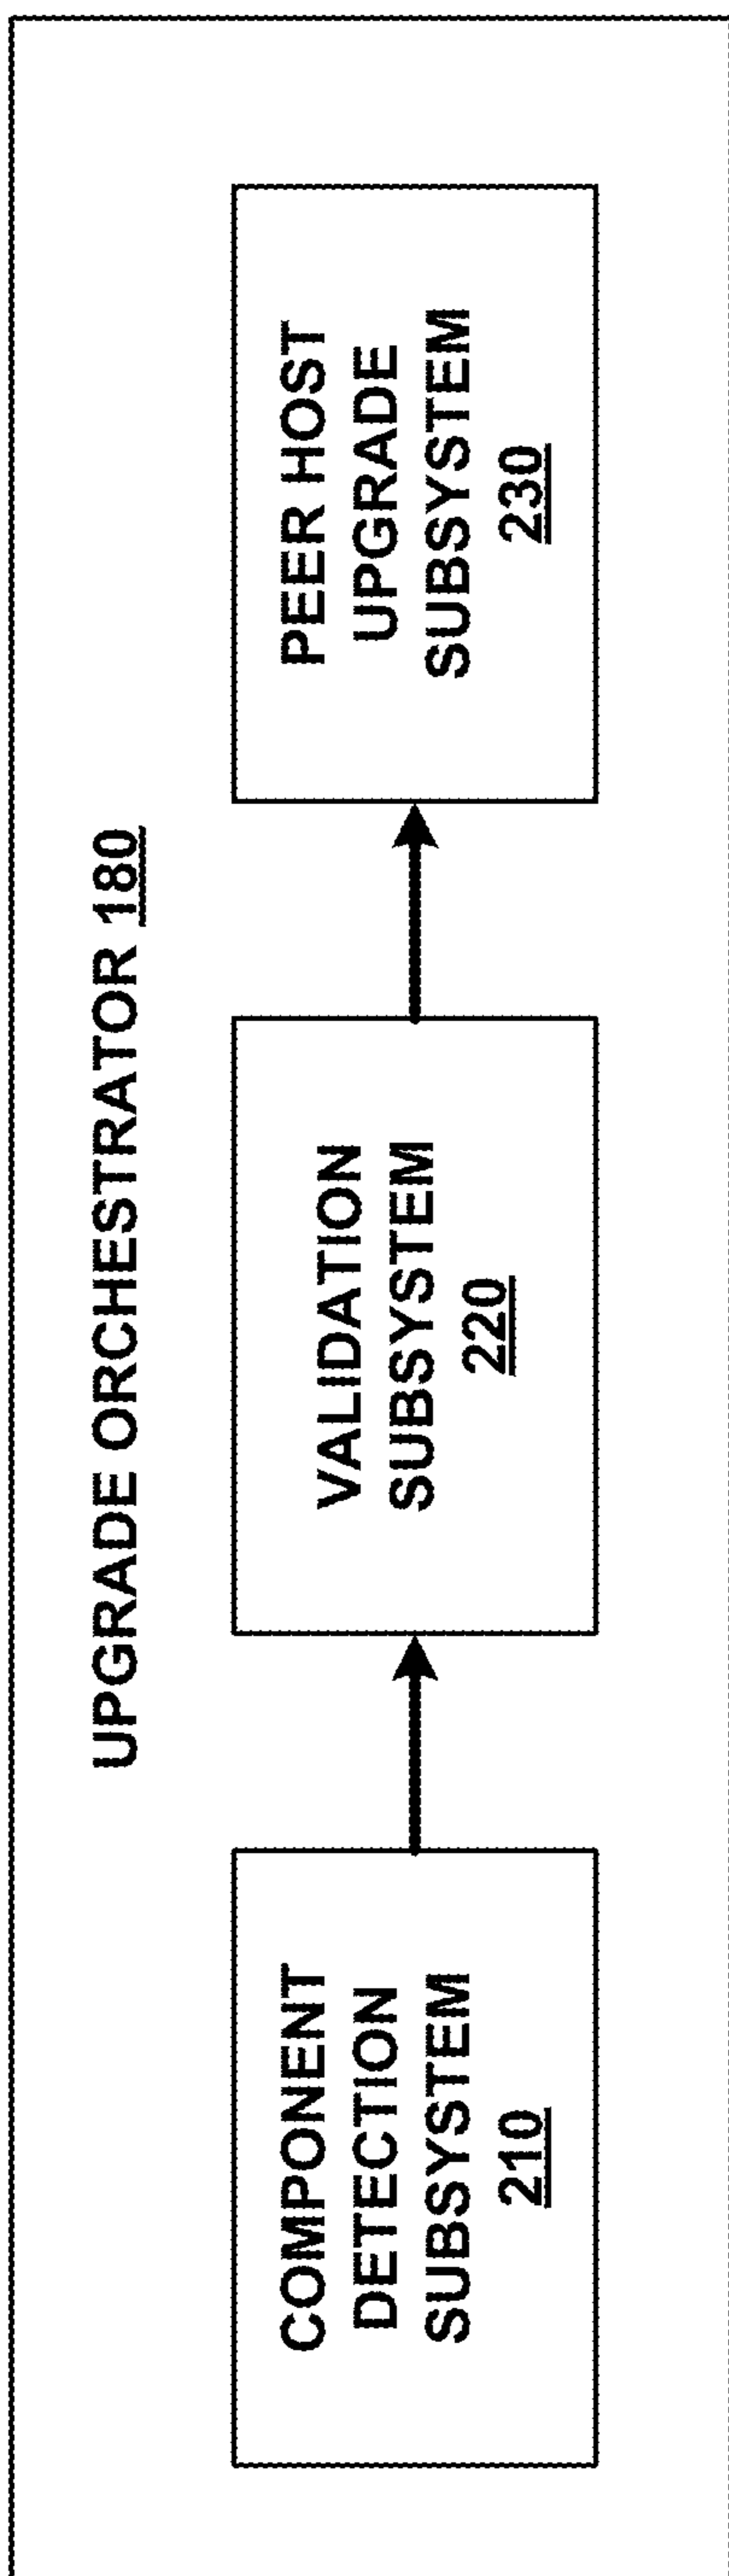 UPGRADE ORCHESTRATOR 180
COMPONENT
DETECTION
SUBSYSTEM
210
VALIDATION
SUBSYSTEM
220
PEER HOST
UPGRADE
SUBSYSTEM
230